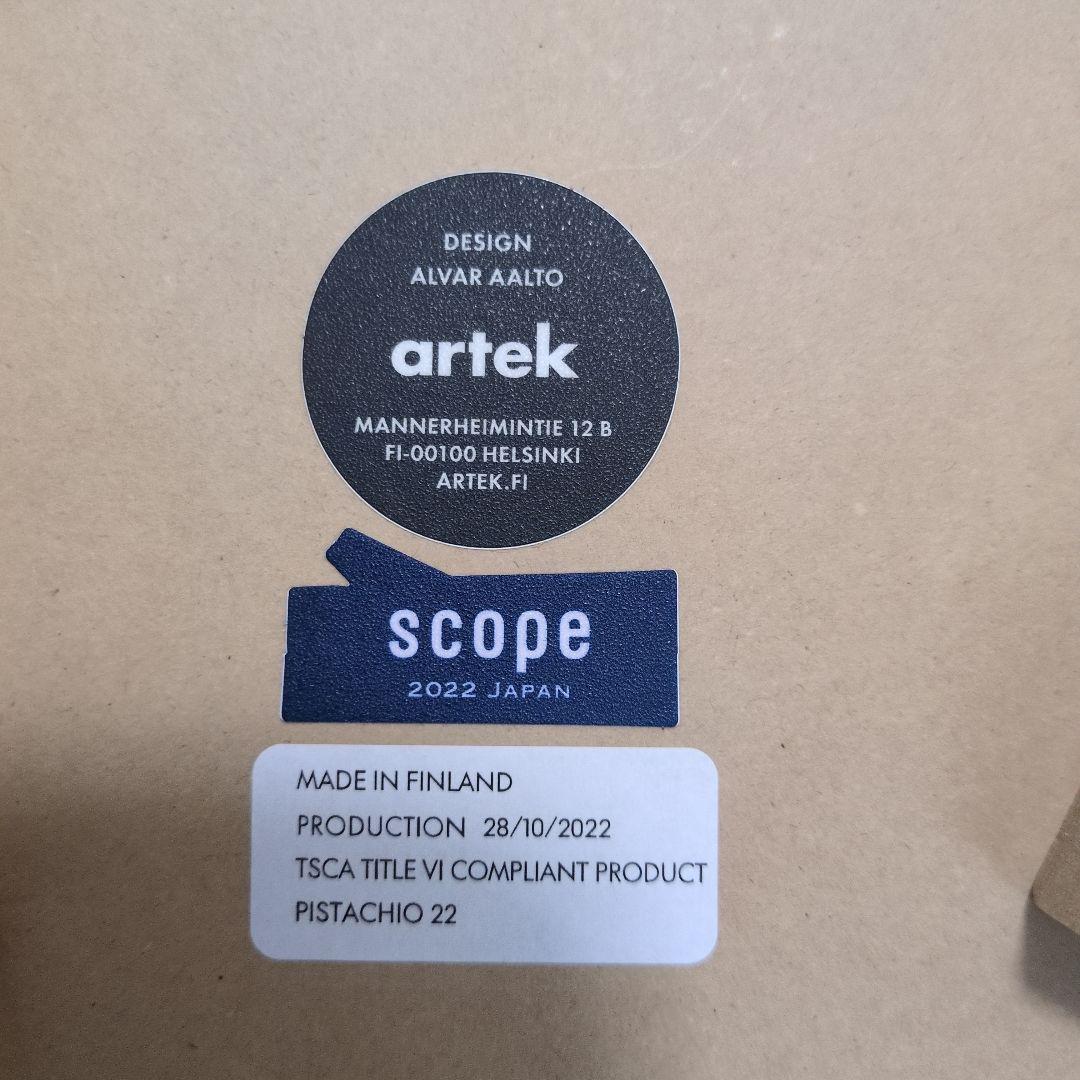 DESIGN
ALVAR AALTO
artek
MANNERHEIMINTIE 12 B
FI-00100 HELSINKI
ARTEK.FI
scope
2022 JAPAN
MADE IN FINLAND
PRODUCTION 28/10/2022
TSCA TITLE VI COMPLIANT PRODUCT
PISTACHIO 22